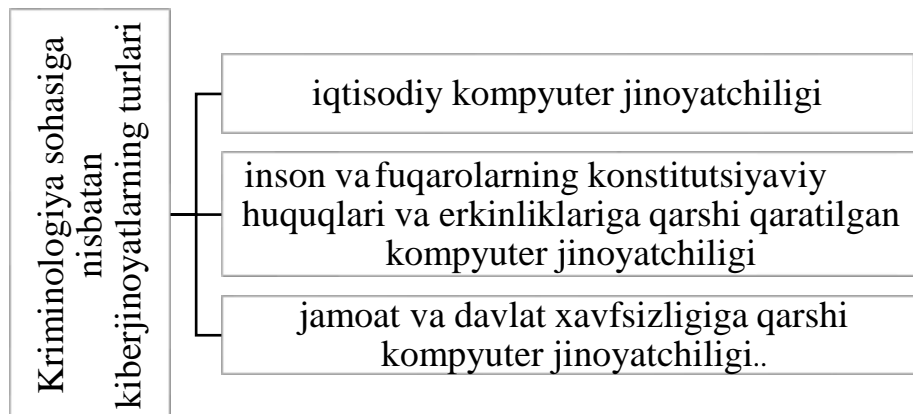 Kriminologiya sohasiga
nisbatan
kiberjinoyatlarning turlari
iqtisodiy kompyuter jinoyatchiligi
inson va fuqarolarning konstitutsiyaviy
huquqlari va erkinliklariga qarshi qaratilgan
kompyuter jinoyatchiligi
jamoat va davlat xavfsizligiga qarshi
kompyuter jinoyatchiligi..